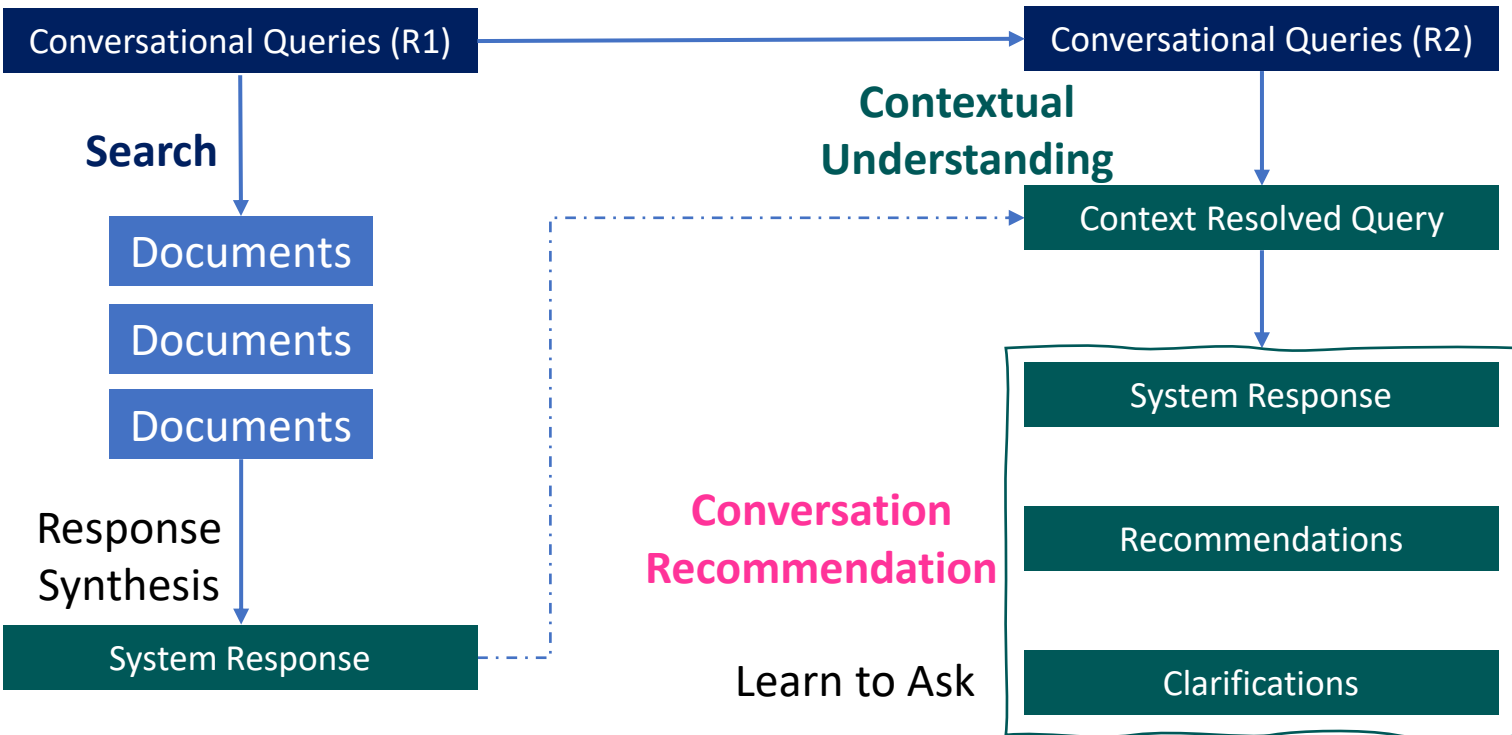 Conversational Queries (R1)
Search
Documents
Documents
Documents
Response
Synthesis
System Response
Conversational Queries (R2)
Contextual
Understanding
Context Resolved Query
System Response
Conversation
Recommendation
Recommendations
Learn to Ask
Clarifications